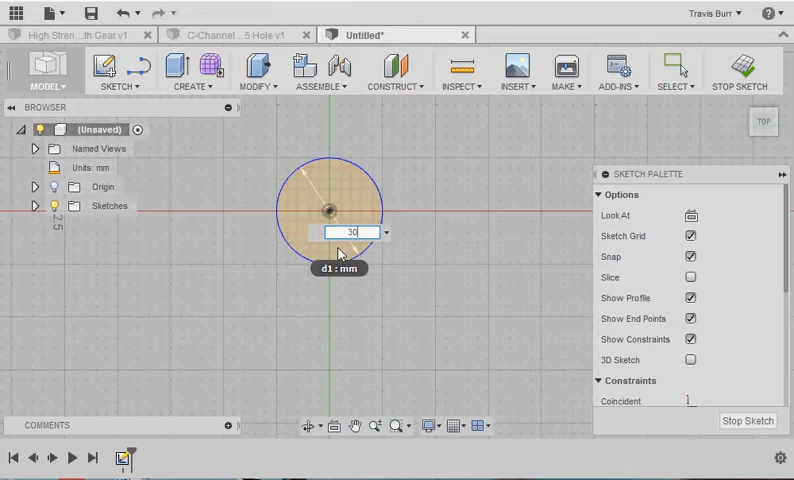 Travis Burr
High Stren....th Gear v1
C-Channel....5 Hole v1
Untitled*
MODEL
SKETCH
CREATE
MODIFY
ASSEMBLE
CONSTRUCT
INSPECT
INSERT
MAKE
ADD-INS
SELECT
STOP SKETCH
BROWSER
(Unsaved)
Named Views
Units: mm
Origin
Sketches
2.5
TOP
30
d1 : mm
SKETCH PALETTE
Options
Look At
Sketch Grid
Snap
Slice
Show Profile
Show End Points
Show Constraints
3D Sketch
Constraints
Coincident
Stop Sketch
COMMENTS